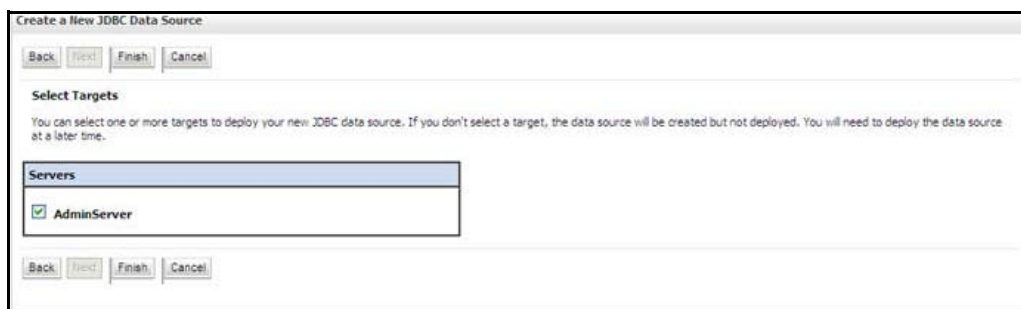 Create a New JDBC Data Source
Back Next Finish Cancel
Select Targets
You can select one or more targets to deploy your new JDBC data source. If you don't select a target, the data source will be created but not deployed. You will need to deploy the data source
at a later time.
Servers
AdminServer
Back Next Finish Cancel